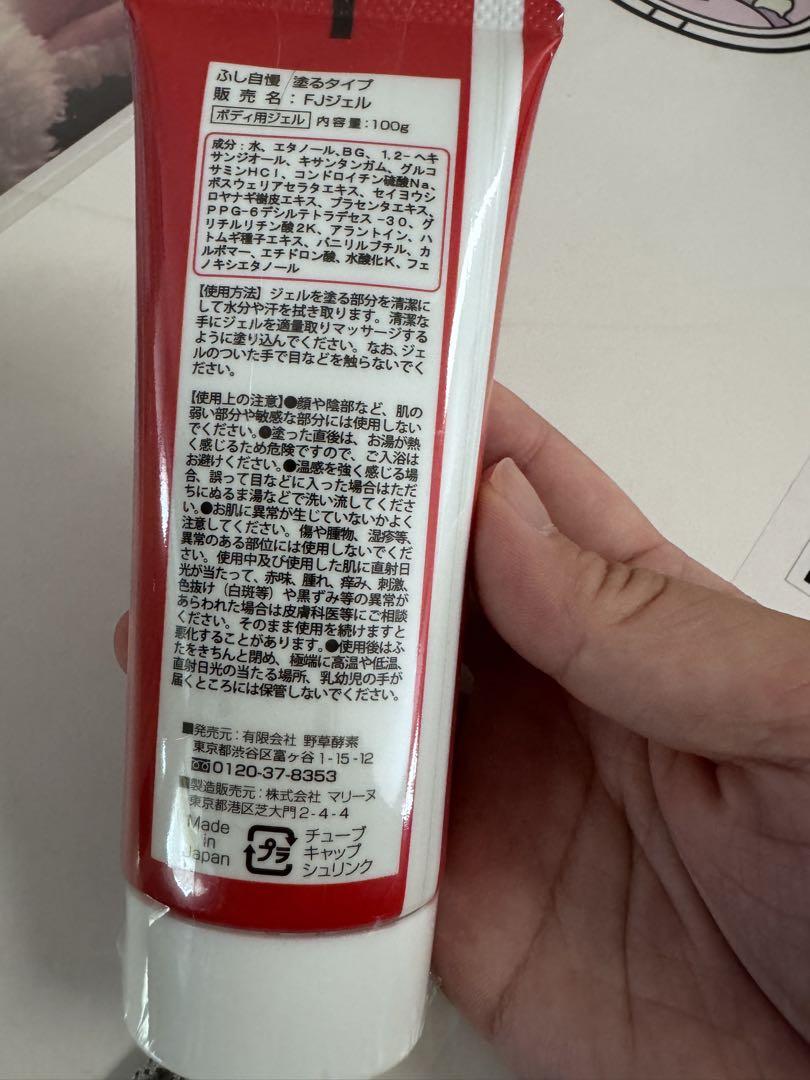 ふし自慢 塗るタイプ
販売名：FJジェル
ボディ用ジェル 内容量：100g
成分：水、エタノール、BG、1,2-ヘキ
サンジオール、キサンタンガム、グルコ
サミンHCl、コンドロイチン硫酸Na、
ボスウェリアセラタエキス、セイヨウシ
ロヤナギ樹皮エキス、プラセンタエキス、
PPG-6デシルテトラデセス-30、グ
リチルリチン酸2K、アラントイン、ハ
トムギ種子エキス、バニリルブチル、カ
ルボマー、エチドロン酸、水酸化K、フェ
ノキシエタノール
【使用方法】ジェルを塗る部分を清潔に
して水分や汗を拭き取ります。清潔な
手にジェルを適量取りマッサージする
ように塗り込んでください。なお、ジェ
ルのついた手で目などを触らないでく
ださい。
【使用上の注意】●顔や陰部など、肌の
弱い部分や敏感な部分には使用しない
でください。●塗った直後は、お湯が熱
く感じるため危険ですので、ご入浴は
お避けください。●温感を強く感じる場
合、誤って目などに入った場合はただ
ちにぬるま湯などで洗い流してくださ
い。●お肌に異常が生じていないかよく
注意してください。傷や腫物、湿疹等、
異常のある部位には使用しないでくだ
さい。使用中及び使用した肌に直射日
光が当たって、赤味、腫れ、痒み、刺激、
色抜け（白斑等）や黒ずみ等の異常が
あらわれた場合は皮膚科医等にご相談
ください。そのまま使用を続けますと
悪化することがあります。●使用後はふ
たをきちんと閉め、極端に高温や低温、
直射日光の当たる場所、乳幼児の手が
届くところには保管しないでください。
■発売元：有限会社 野草酵素
東京都渋谷区富ヶ谷1-15-12
0120-37-8353
■製造販売元：株式会社 マリーヌ
東京都港区芝大門2-4-4
Made
in
Japan
プラ
チューブ
キャップ
シュリンク